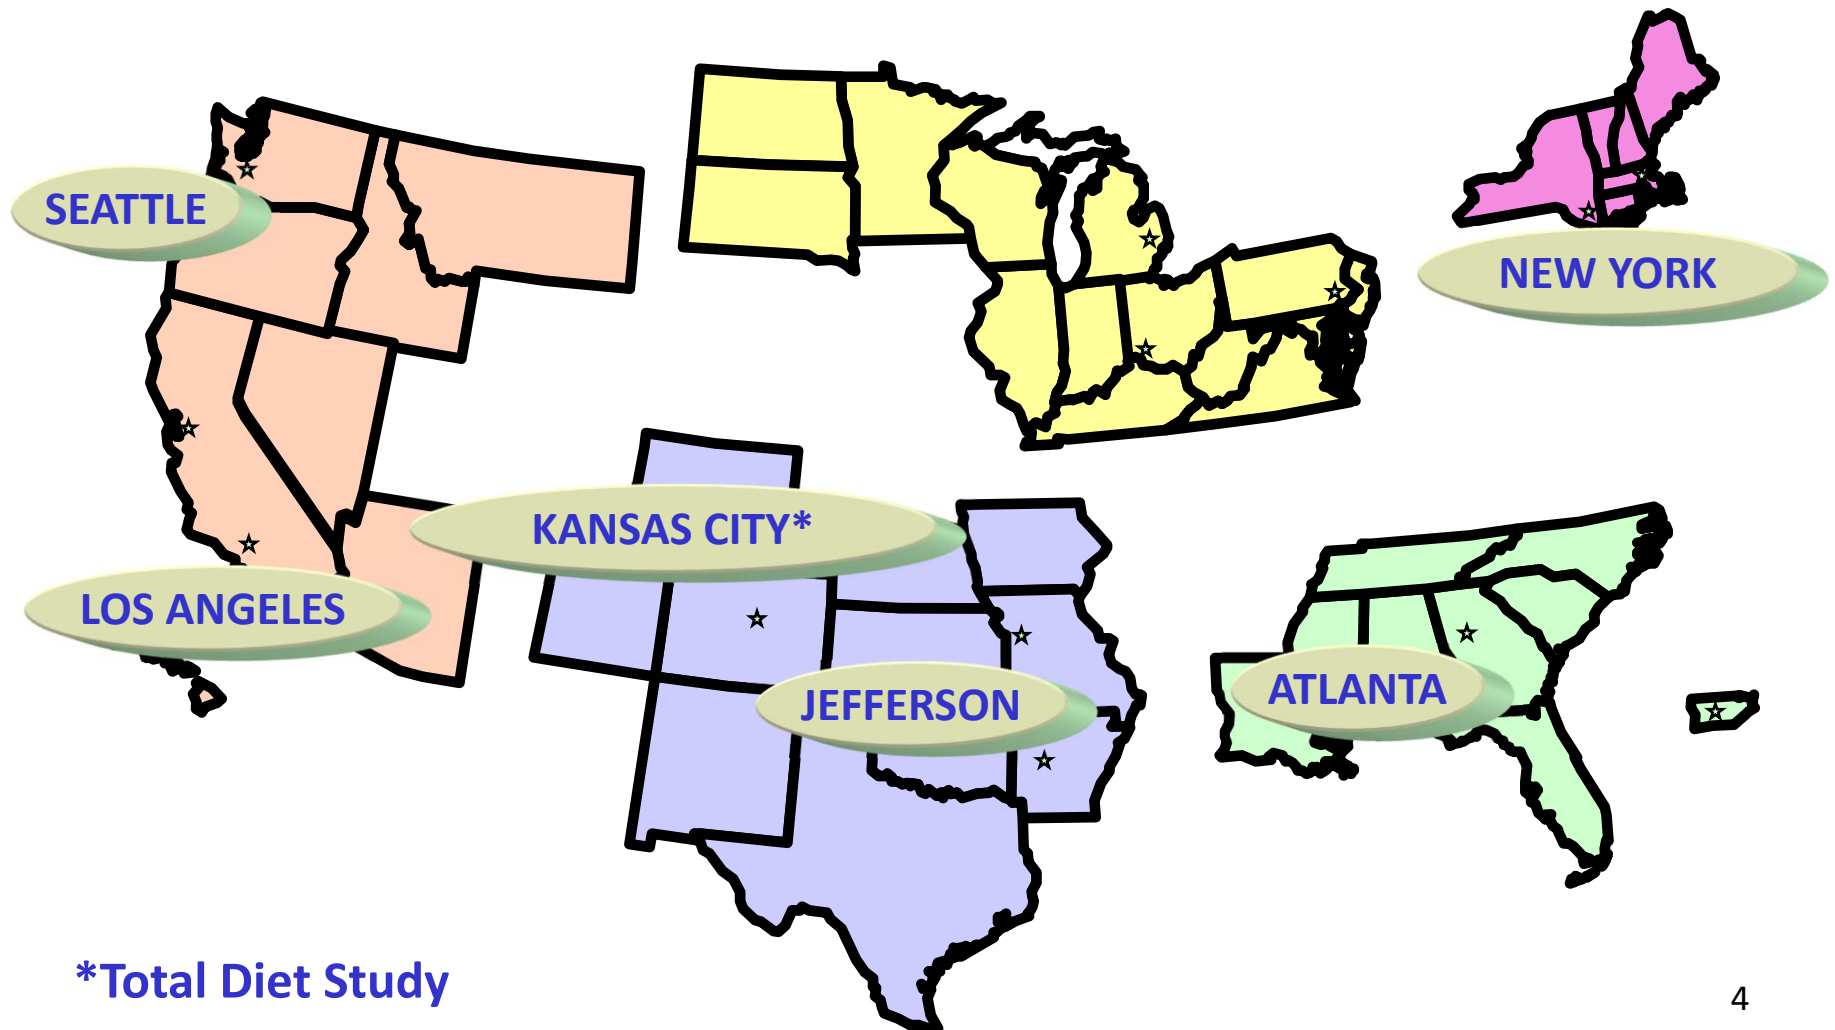 SEATTLE
NEW YORK
KANSAS CITY*
LOS ANGELES
JEFFERSON
ATLANTA
*Total Diet Study
4